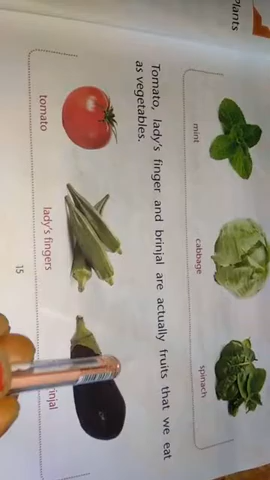 Plants
mint cabbage spinach
Tomato, lady's finger and brinjal are actually fruits that we eat
as vegetables.
tomato lady's fingers rinjal
15